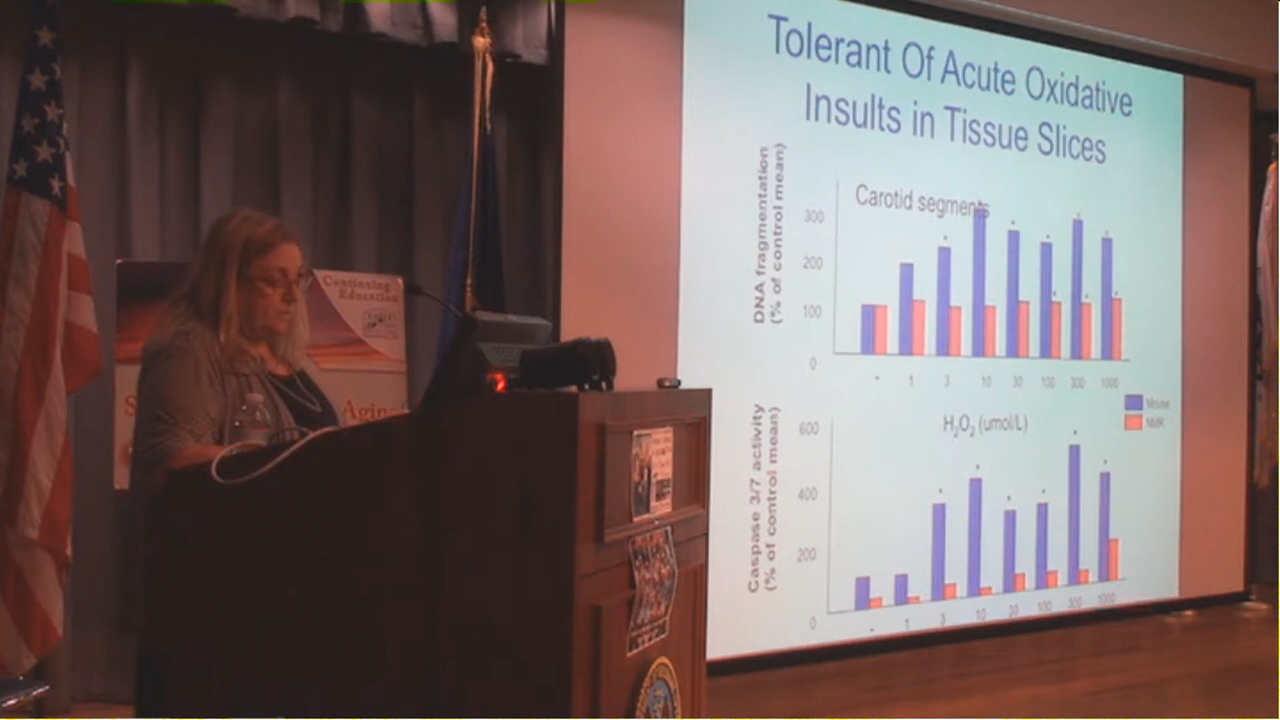 Tolerant Of Acute Oxidative
Insults in Tissue Slices
DNA fragmentation
(% of control mean)
Carotid segments
300
200
100
0
- 1 3 10 30 100 300 1000
Mouse
NMR
H2O2 (umol/L)
Caspase 3/7 activity
(% of control mean)
600
400
200
0
- 1 3 10 30 100 300 1000
Continuing
Education
S
Aging